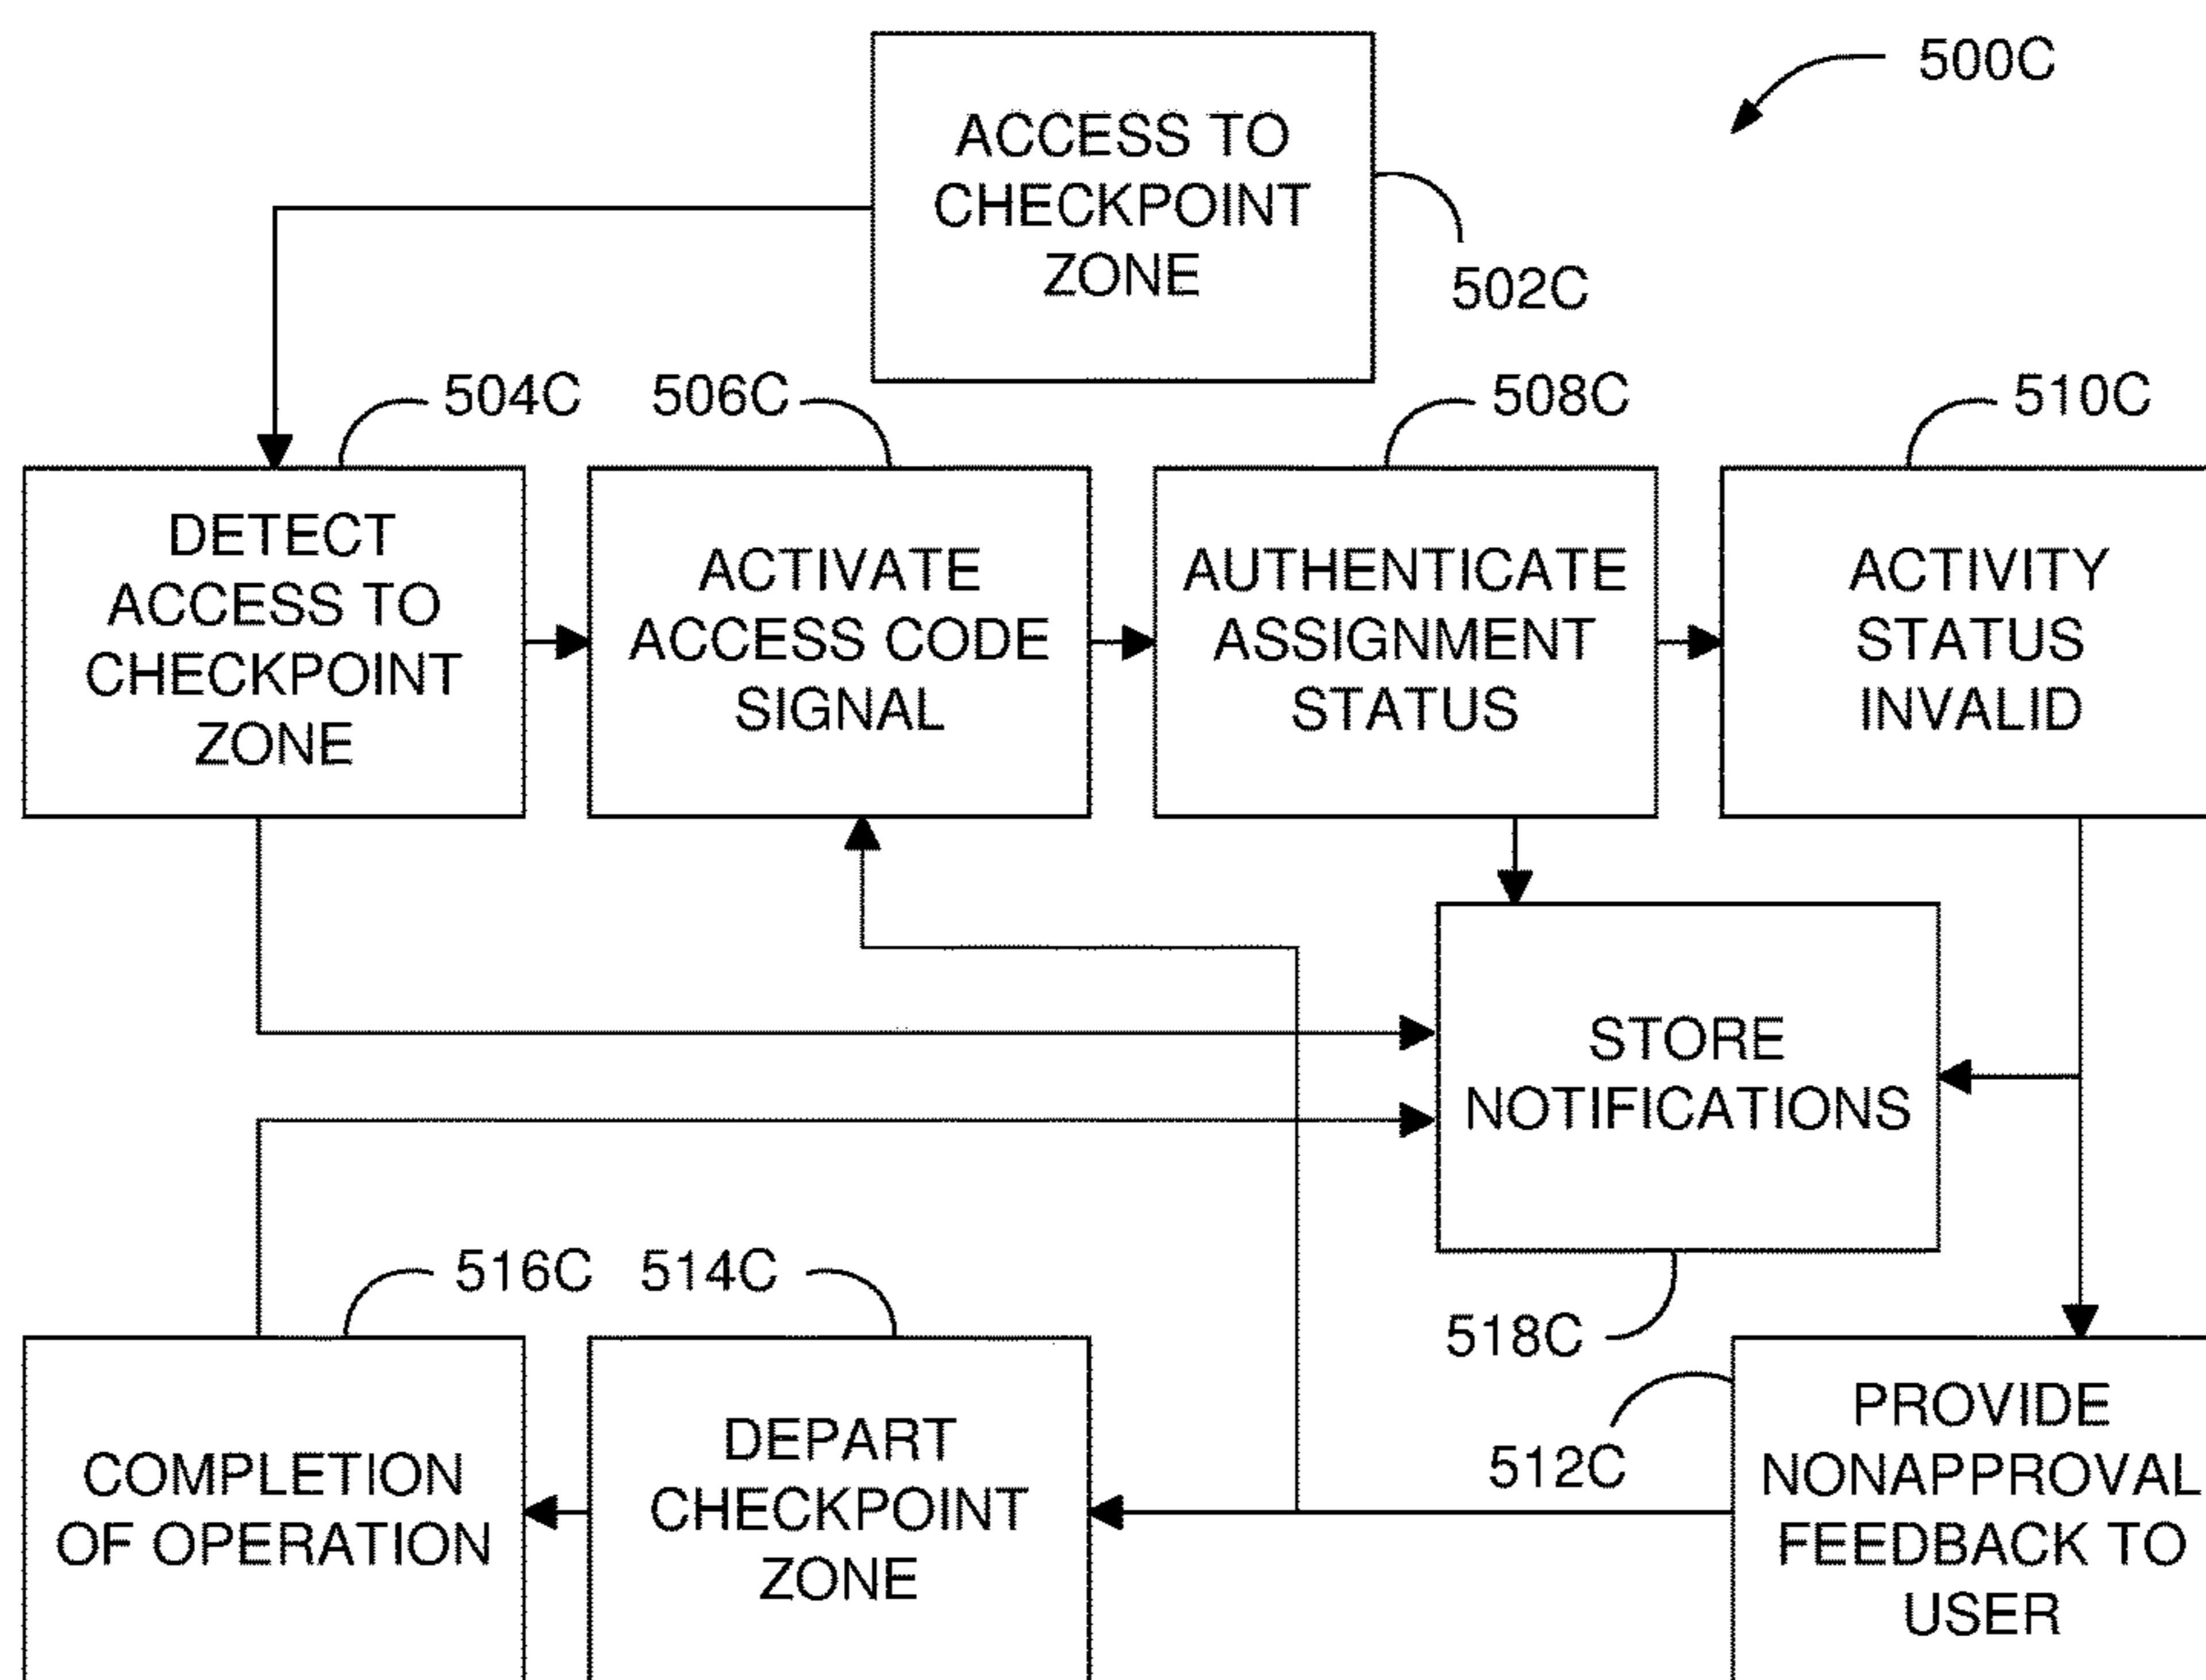 500C
ACCESS TO
CHECKPOINT
ZONE
502C
504C
506C
508C
510C
DETECT
ACCESS TO
CHECKPOINT
ZONE
ACTIVATE
ACCESS CODE
SIGNAL
AUTHENTICATE
ASSIGNMENT
STATUS
ACTIVITY
STATUS
INVALID
STORE
NOTIFICATIONS
516C
514C
518C
512C
COMPLETION
OF OPERATION
DEPART
CHECKPOINT
ZONE
PROVIDE
NONAPPROVAL
FEEDBACK TO
USER